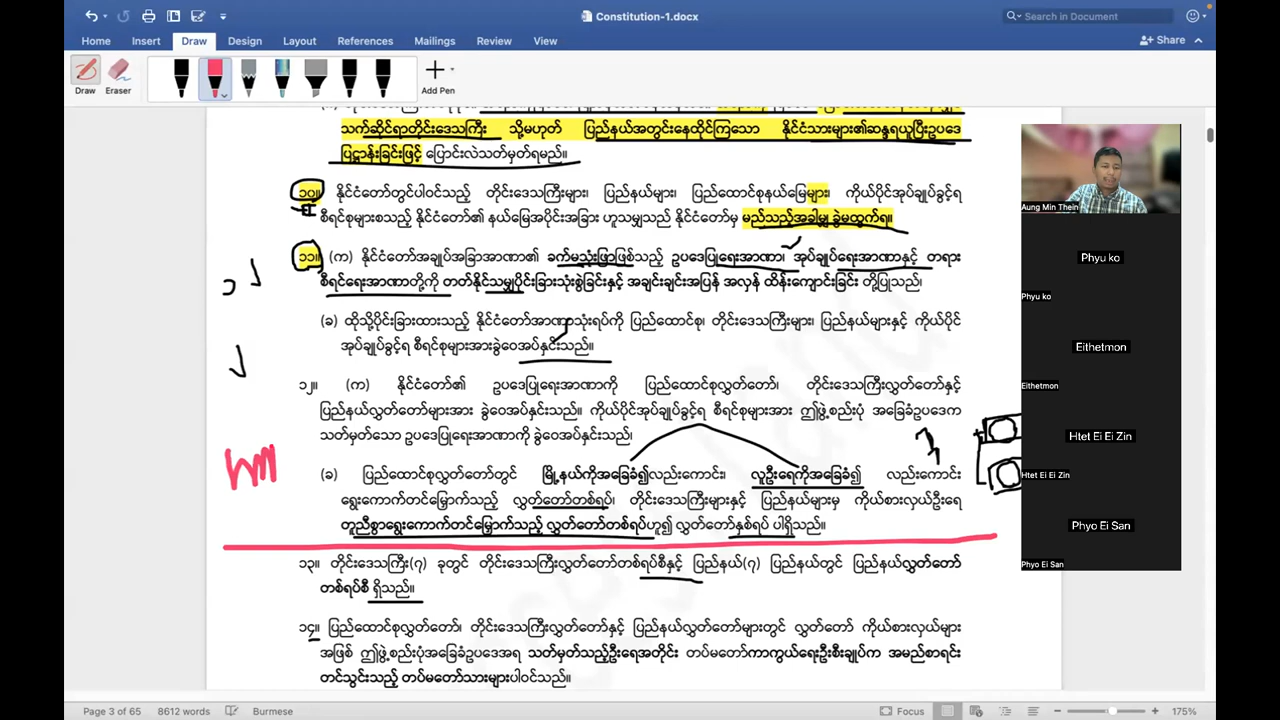 Constitution-1.docx
Search in Document
Home Insert Draw Design Layout References Mailings Review View
Share
Draw Eraser Add Pen
သက်ဆိုင်ရာတိုင်းဒေသကြီး သို့မဟုတ် ပြည်နယ်အတွင်းနေထိုင်ကြသော နိုင်ငံသားများ၏ဆန္ဒရယူပြီးဥပဒေ
ပြဋ္ဌာန်းခြင်းဖြင့် ပြောင်းလဲသတ်မှတ်ရမည်။
၁၀။ နိုင်ငံတော်တွင်ပါဝင်သည့် တိုင်းဒေသကြီးများ၊ ပြည်နယ်များ၊ ပြည်ထောင်စုနယ်မြေများ၊ ကိုယ်ပိုင်အုပ်ချုပ်ခွင့်ရ
စီရင်စုများစသည့် နိုင်ငံတော်၏ နယ်မြေအပိုင်းအခြား ဟူသမျှသည် နိုင်ငံတော်မှ မည်သည့်အခါမျှ ခွဲမထွက်ရ။
၁၁။ (က) နိုင်ငံတော်အချုပ်အခြာအာဏာ၏ ခက်မသုံးဖြာဖြစ်သည့် ဥပဒေပြုရေးအာဏာ၊ အုပ်ချုပ်ရေးအာဏာနှင့် တရား
စီရင်ရေးအာဏာတို့ကို တတ်နိုင်သမျှပိုင်းခြားသုံးစွဲခြင်းနှင့် အချင်းချင်းအပြန် အလှန် ထိန်းကျောင်းခြင်း တို့ပြုသည်၊
(ခ) ထိုသို့ပိုင်းခြားထားသည့် နိုင်ငံတော်အာဏာသုံးရပ်ကို ပြည်ထောင်စု၊ တိုင်းဒေသကြီးများ၊ ပြည်နယ်များနှင့် ကိုယ်ပိုင်
အုပ်ချုပ်ခွင့်ရ စီရင်စုများအားခွဲဝေအပ်နှင်းသည်။
၁၂။ (က) နိုင်ငံတော်၏ ဥပဒေပြုရေးအာဏာကို ပြည်ထောင်စုလွှတ်တော်၊ တိုင်းဒေသကြီးလွှတ်တော်နှင့်
ပြည်နယ်လွှတ်တော်များအား ခွဲဝေအပ်နှင်းသည်။ ကိုယ်ပိုင်အုပ်ချုပ်ခွင့်ရ စီရင်စုများအား ဤဖွဲ့စည်းပုံ အခြေခံဥပဒေက
သတ်မှတ်သော ဥပဒေပြုရေးအာဏာကို ခွဲဝေအပ်နှင်းသည်၊
(ခ) ပြည်ထောင်စုလွှတ်တော်တွင် မြို့နယ်ကိုအခြေခံ၍လည်းကောင်း၊ လူဦးရေကိုအခြေခံ၍ လည်းကောင်း
ရွေးကောက်တင်မြှောက်သည့် လွှတ်တော်တစ်ရပ်၊ တိုင်းဒေသကြီးများနှင့် ပြည်နယ်များမှ ကိုယ်စားလှယ်ဦးရေ
တူညီစွာရွေးကောက်တင်မြှောက်သည့် လွှတ်တော်တစ်ရပ်ဟူ၍ လွှတ်တော်နှစ်ရပ် ပါရှိသည်။
၁၃။ တိုင်းဒေသကြီး(၇) ခုတွင် တိုင်းဒေသကြီးလွှတ်တော်တစ်ရပ်စီနှင့် ပြည်နယ်(၇) ပြည်နယ်တွင် ပြည်နယ်လွှတ်တော်
တစ်ရပ်စီ ရှိသည်။
၁၄။ ပြည်ထောင်စုလွှတ်တော်၊ တိုင်းဒေသကြီးလွှတ်တော်နှင့် ပြည်နယ်လွှတ်တော်များတွင် လွှတ်တော် ကိုယ်စားလှယ်များ
အဖြစ် ဤဖွဲ့စည်းပုံအခြေခံဥပဒေအရ သတ်မှတ်သည့်ဦးရေအတိုင်း တပ်မတော်ကာကွယ်ရေးဦးစီးချုပ်က အမည်စာရင်း
တင်သွင်းသည့် တပ်မတော်သားများပါဝင်သည်။
Aung Min Thein
Phyu ko
Phyu ko
Eithetmon
Eithetmon
Htet Ei Ei Zin
Htet Ei Ei Zin
Phyo Ei San
Phyo Ei San
Page 3 of 65 8612 words Burmese Focus 175%